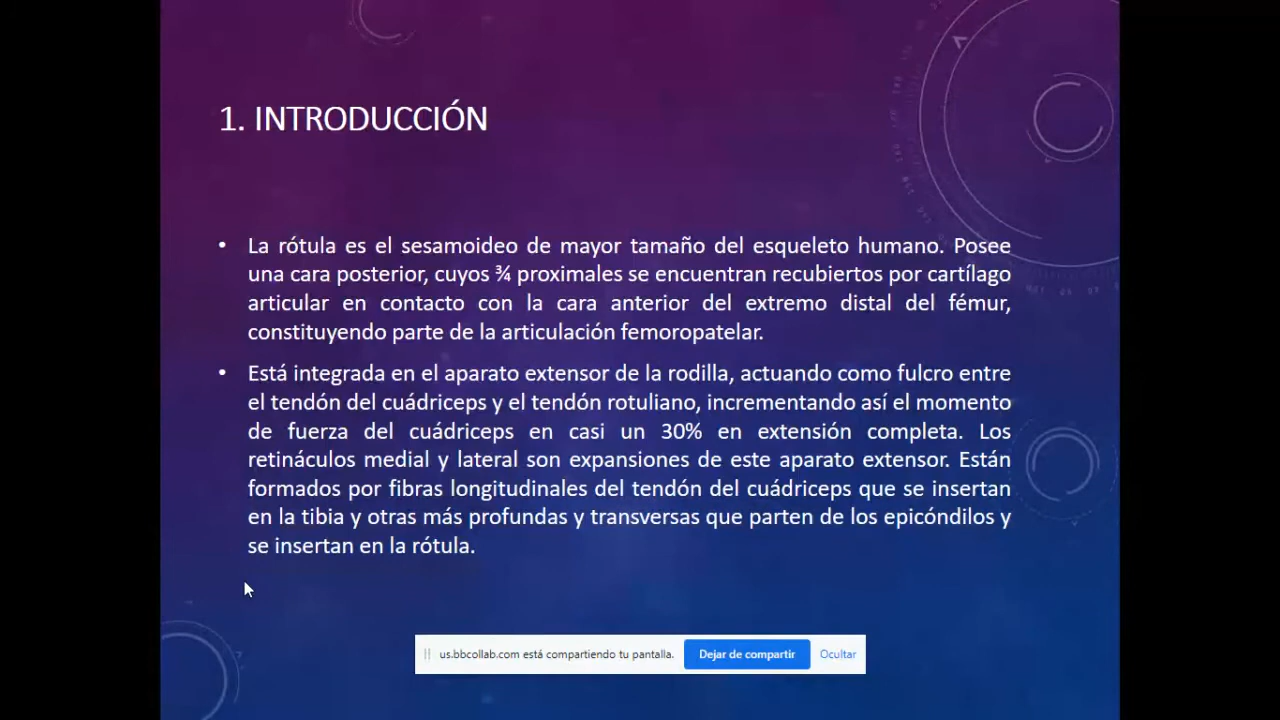 1. INTRODUCCIÓN
• La rótula es el sesamoideo de mayor tamaño del esqueleto humano. Posee
una cara posterior, cuyos ¾ proximales se encuentran recubiertos por cartílago
articular en contacto con la cara anterior del extremo distal del fémur,
constituyendo parte de la articulación femoropatelar.
• Está integrada en el aparato extensor de la rodilla, actuando como fulcro entre
el tendón del cuádriceps y el tendón rotuliano, incrementando así el momento
de fuerza del cuádriceps en casi un 30% en extensión completa. Los
retináculos medial y lateral son expansiones de este aparato extensor. Están
formados por fibras longitudinales del tendón del cuádriceps que se insertan
en la tibia y otras más profundas y transversas que parten de los epicóndilos y
se insertan en la rótula.
us.bbcollab.com está compartiendo tu pantalla.
Dejar de compartir
Ocultar